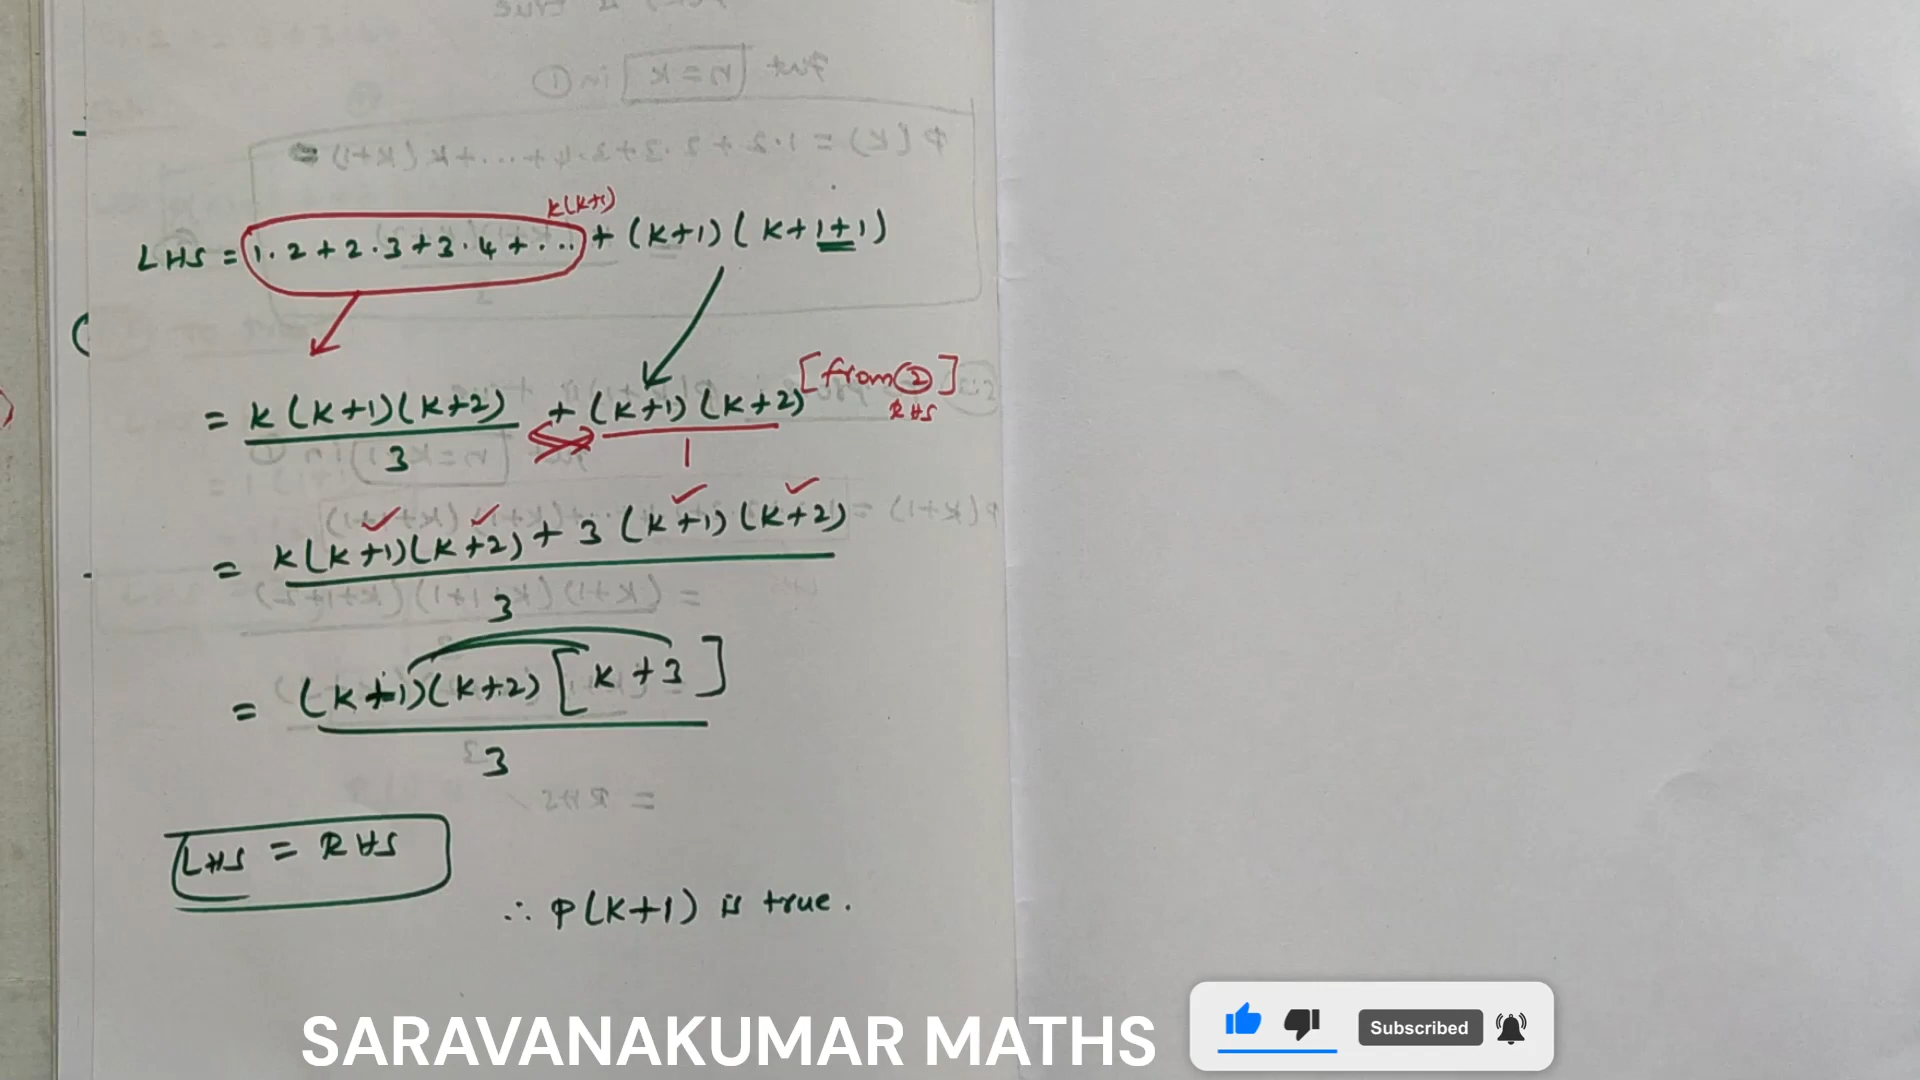 k(k+1)
LHS = 1.2 + 2.3 + 3.4 + ... + (k+1) (k+1+1)
[from ②]
RHS
= k(k+1)(k+2) / 3 + (k+1)(k+2) / 1
= k(k+1)(k+2) + 3(k+1)(k+2) / 3
= (k+1)(k+2)[k+3] / 3
LHS = RHS
∴ P(k+1) is true.
SARAVANAKUMAR MATHS
Subscribed